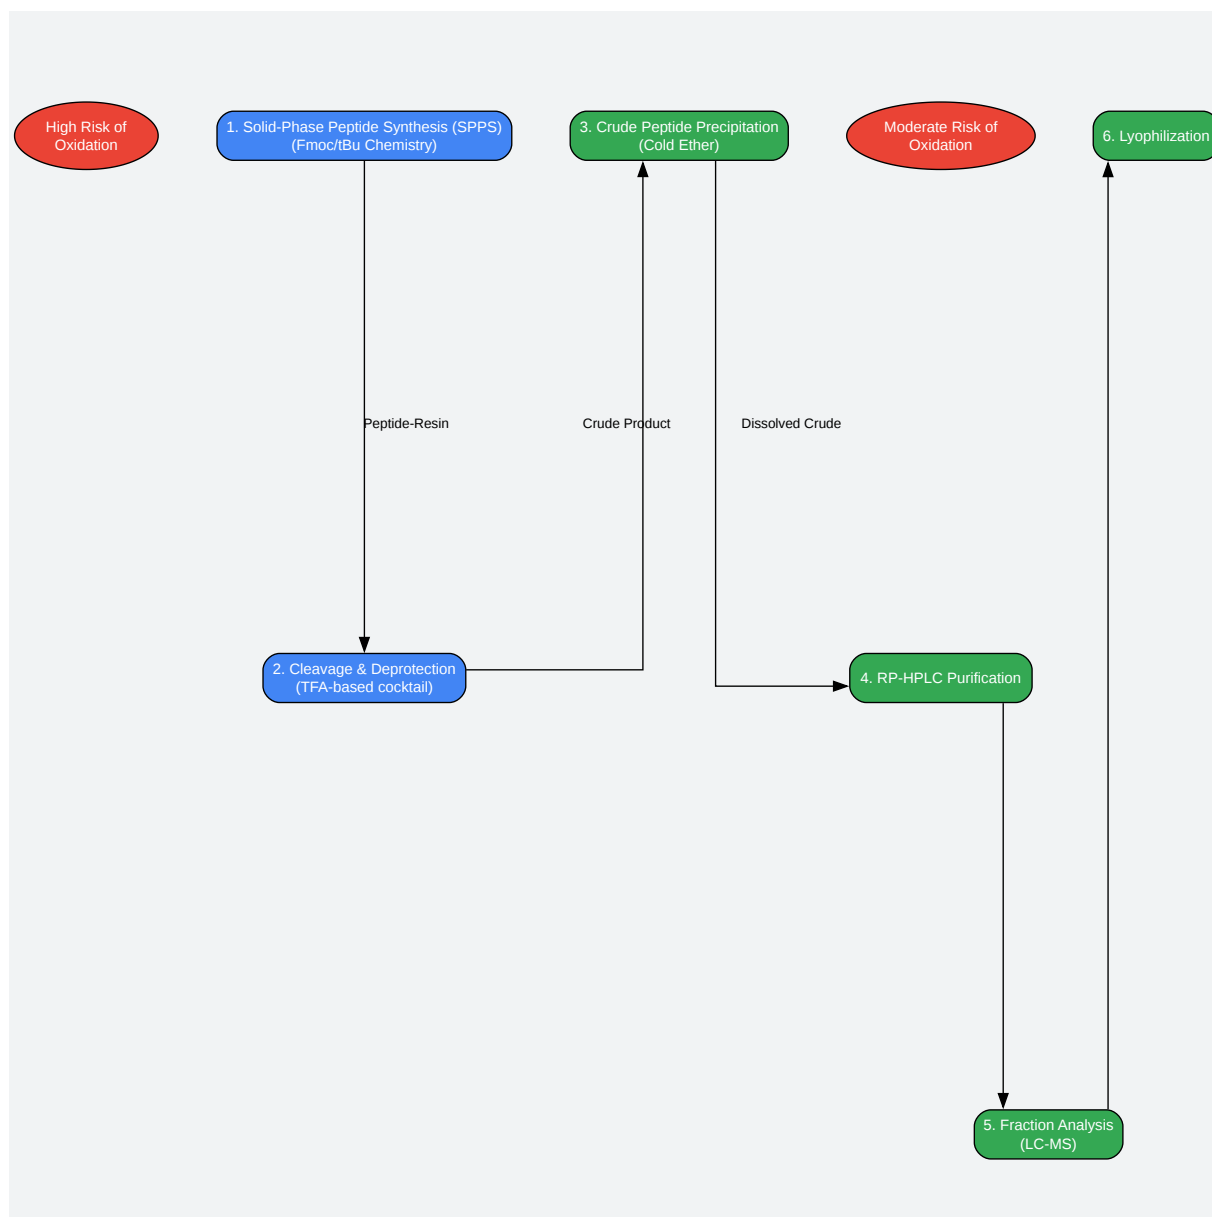 High Risk of
Oxidation
1. Solid-Phase Peptide Synthesis (SPPS)
(Fmoc/tBu Chemistry)
3. Crude Peptide Precipitation
(Cold Ether)
Moderate Risk of
Oxidation
6. Lyophilization
Peptide-Resin
Crude Product
Dissolved Crude
2. Cleavage & Deprotection
(TFA-based cocktail)
4. RP-HPLC Purification
5. Fraction Analysis
(LC-MS)